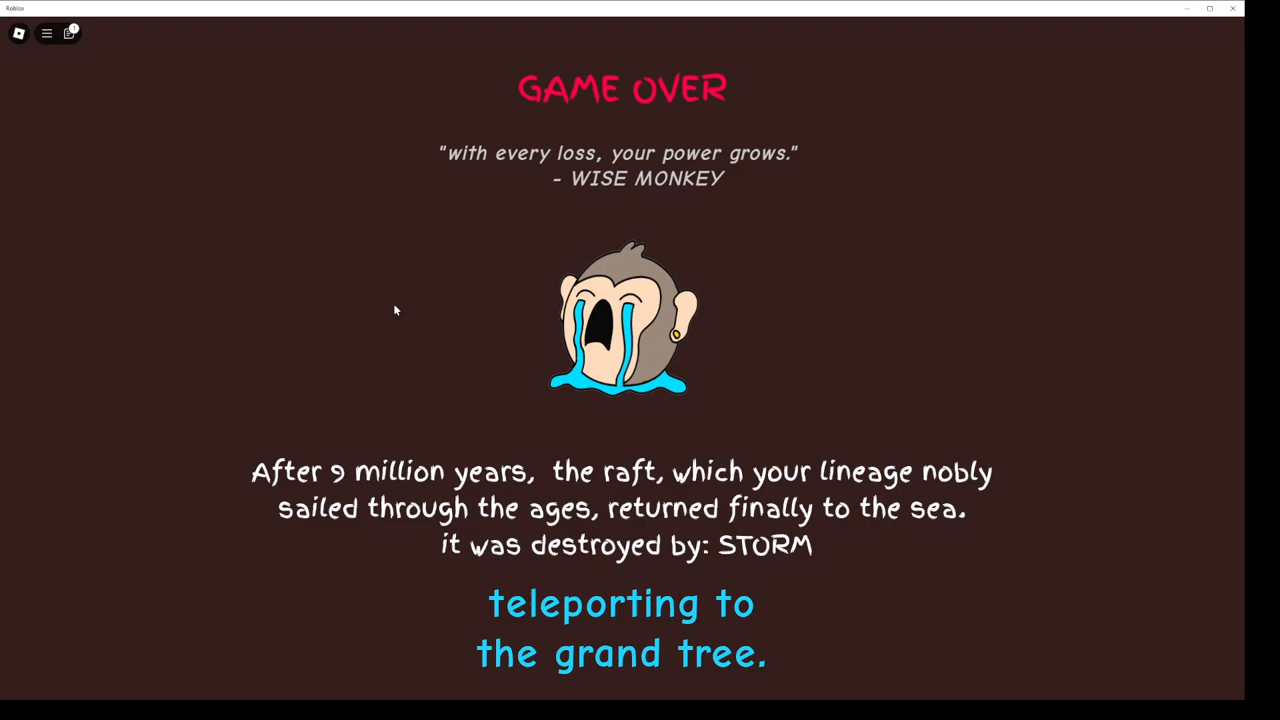 Roblox
1
GAME OVER
"with every loss, your power grows."
- WISE MONKEY
After 9 million years, the raft, which your lineage nobly
sailed through the ages, returned finally to the sea.
it was destroyed by: STORM
teleporting to
the grand tree.